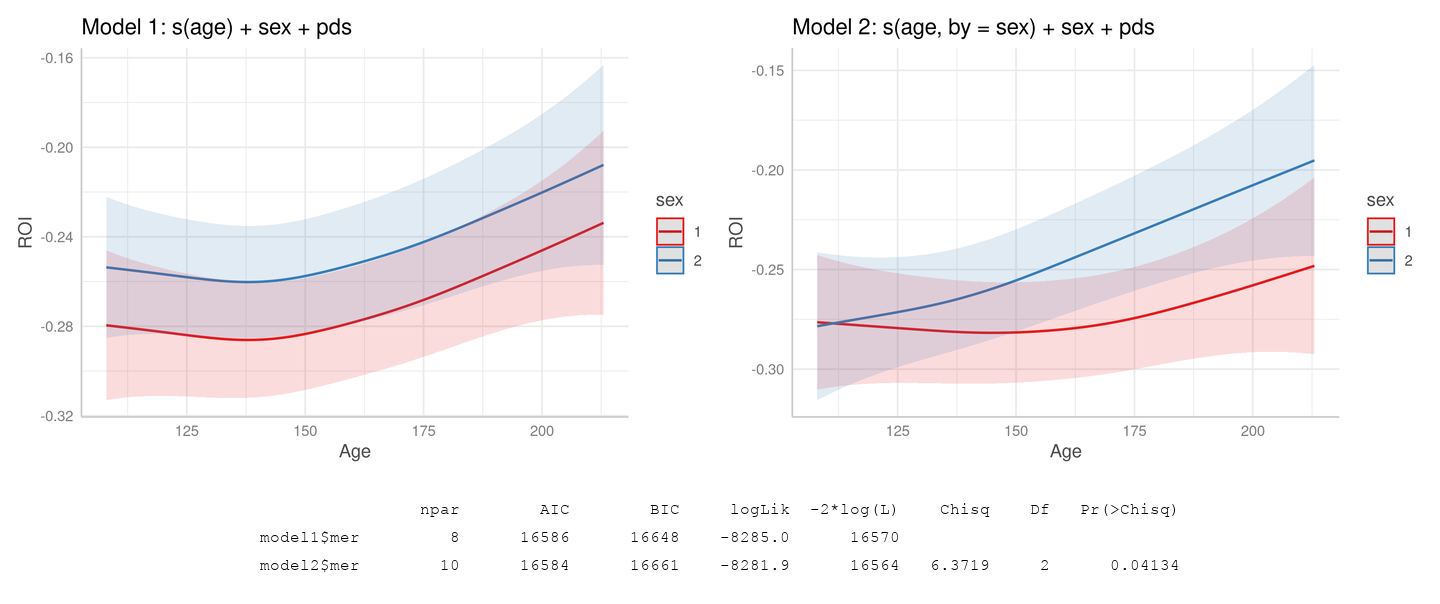 Model 1: s(age) + sex + pds
-0.16
-0.20
-0.24
-0.28
-0.32
ROI
125 150 175 200
Age
sex
1
2
Model 2: s(age, by = sex) + sex + pds
-0.15
-0.20
-0.25
-0.30
ROI
125 150 175 200
Age
sex
1
2
npar AIC BIC logLik -2*log(L) Chisq Df Pr(>Chisq)
model1$mer 8 16586 16648 -8285.0 16570
model2$mer 10 16584 16661 -8281.9 16564 6.3719 2 0.04134